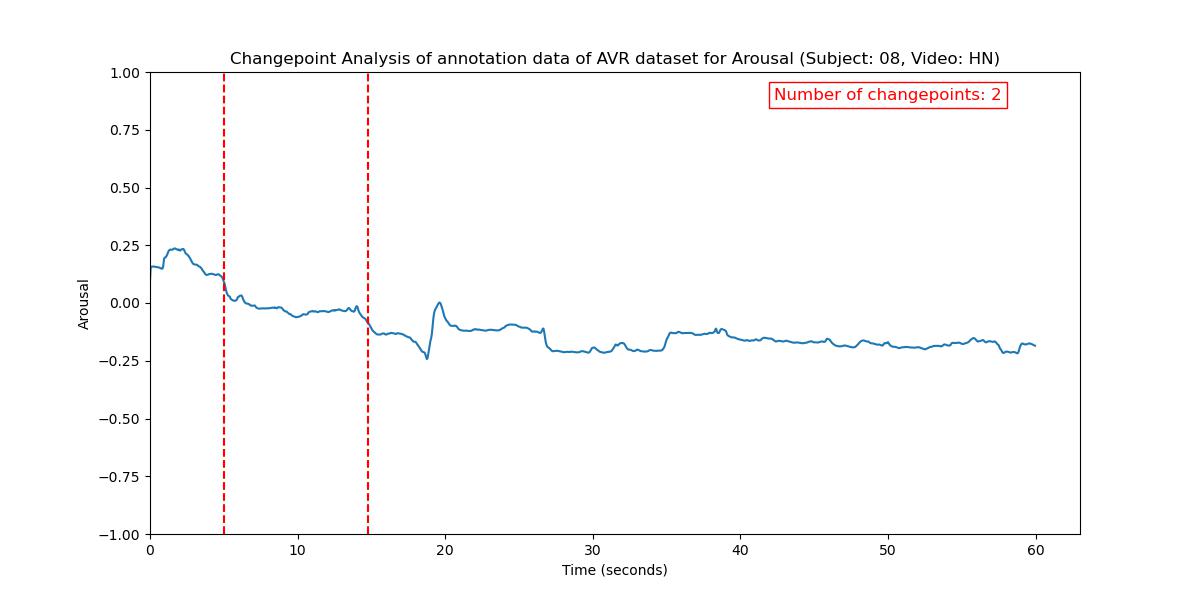 Changepoint Analysis of annotation data of AVR dataset for Arousal (Subject: 08, Video: HN)
Number of changepoints: 2
1.00
0.75
0.50
0.25
0.00
−0.25
−0.50
−0.75
−1.00
Arousal
0 10 20 30 40 50 60
Time (seconds)